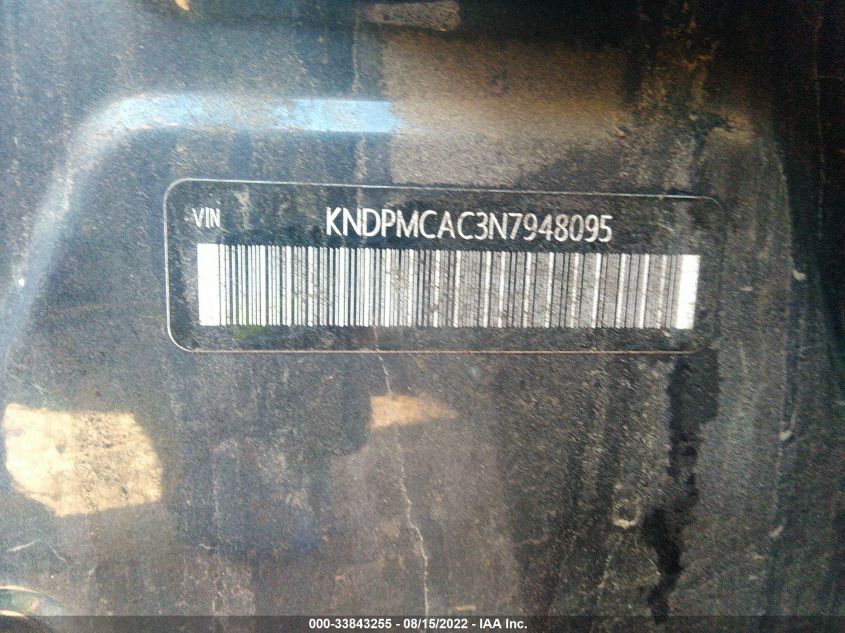 VIN KNDPMCAC3N7948095
000-33843255 - 08/15/2022 - IAA Inc.